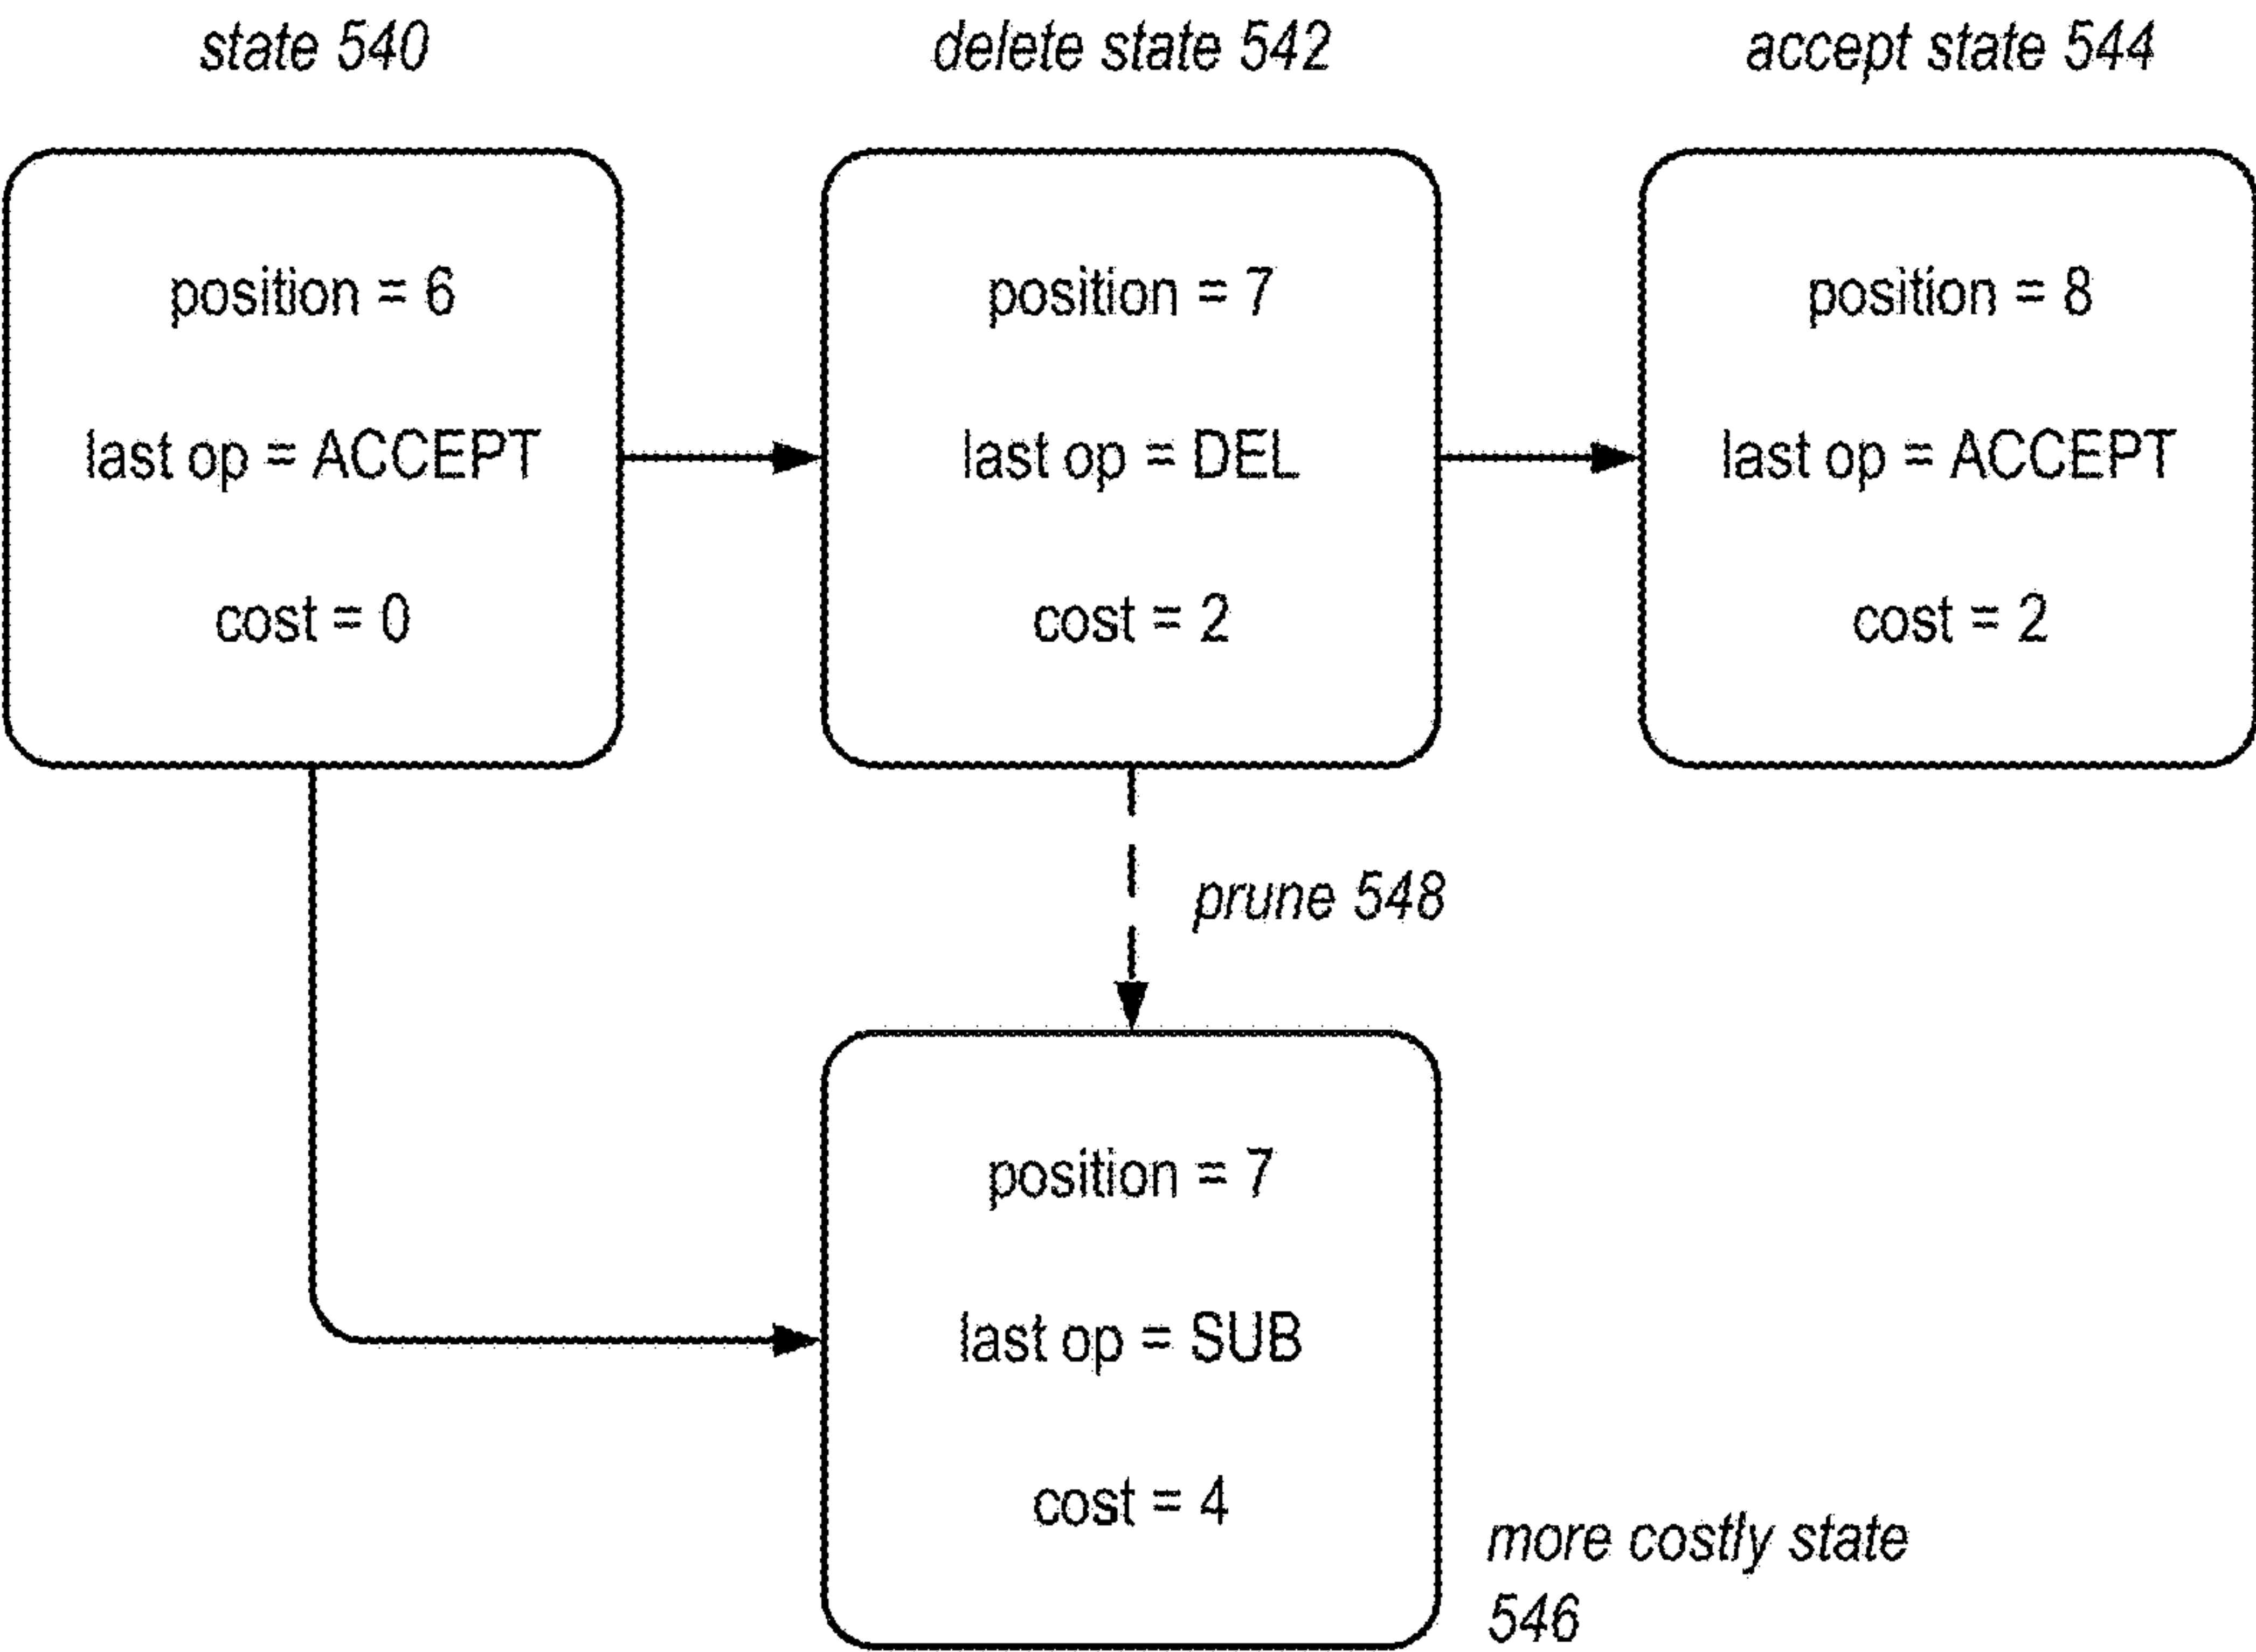 state 540
delete state 542
accept state 544
position = 6
last op = ACCEPT
cost = 0
position = 7
last op = DEL
cost = 2
position = 8
last op = ACCEPT
cost = 2
prune 548
position = 7
last op = SUB
cost = 4
more costly state
546